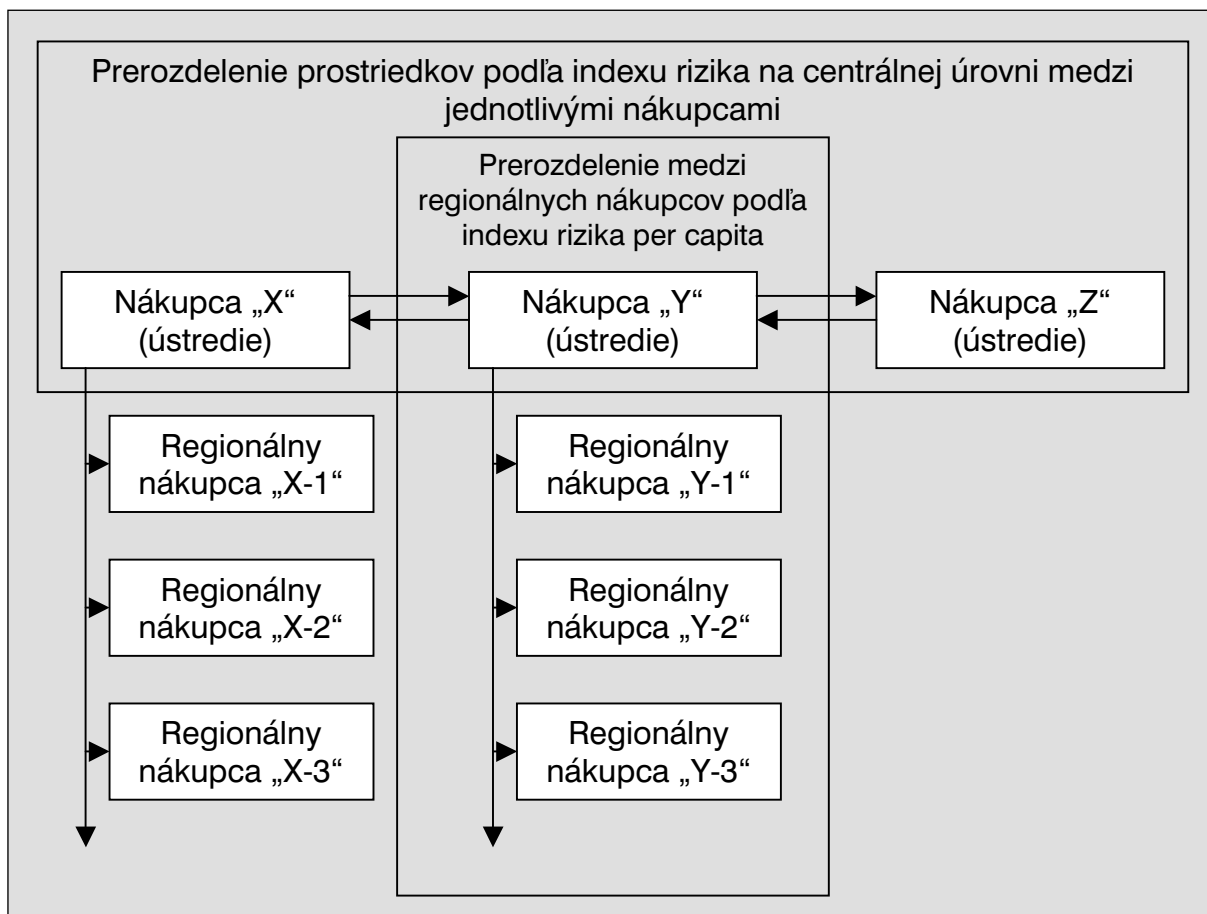 Prerozdelenie prostriedkov podľa indexu rizika na centrálnej úrovni medzi
jednotlivými nákupcami
Prerozdelenie medzi
regionálnych nákupcov podľa
indexu rizika per capita
Nákupca „X“
(ústredie)
Nákupca „Y“
(ústredie)
Nákupca „Z“
(ústredie)
Regionálny
nákupca „X-1“
Regionálny
nákupca „Y-1“
Regionálny
nákupca „X-2“
Regionálny
nákupca „Y-2“
Regionálny
nákupca „X-3“
Regionálny
nákupca „Y-3“